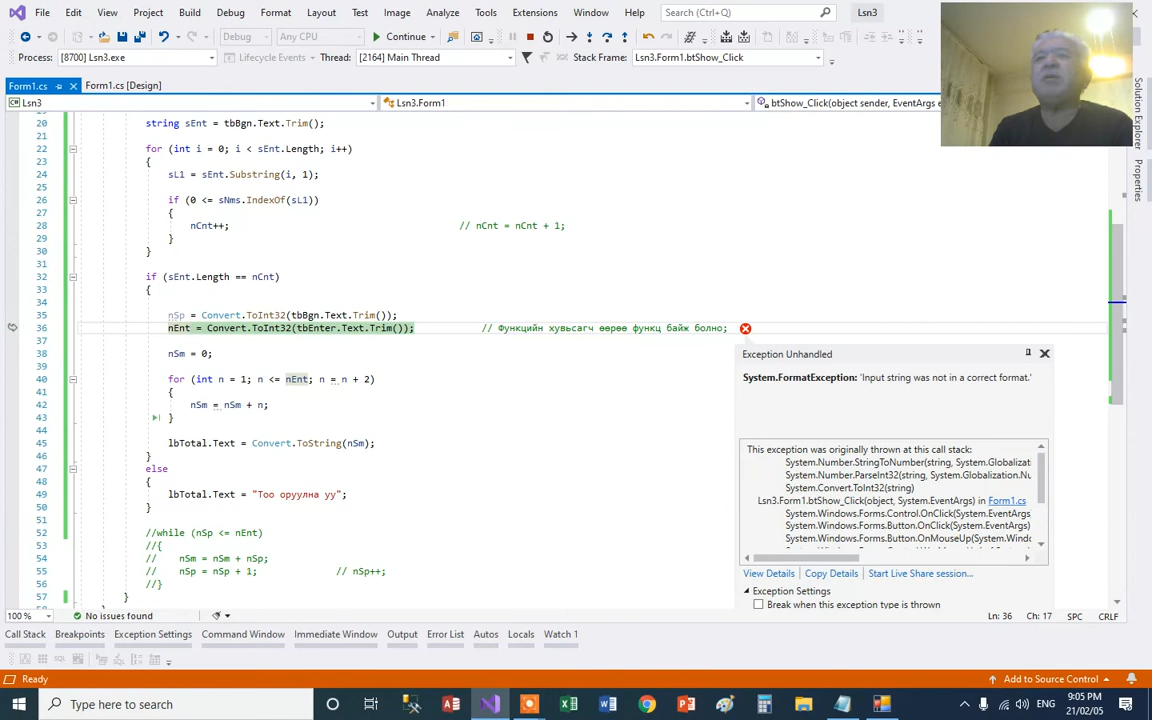 File Edit View Project Build Debug Format Layout Test Analyze Tools Extensions Window Help Search (Ctrl+Q) Lsn3
Debug Any CPU Continue
Process: [8700] Lsn3.exe Lifecycle Events Thread: [2164] Main Thread Stack Frame: Lsn3.Form1.btShow_Click
Form1.cs Form1.cs [Design]
Lsn3 Lsn3.Form1 btShow_Click(object sender, EventArgs e
Solution Explorer
Properties
20 string sEnt = tbBgn.Text.Trim();
21
22 for (int i = 0; i < sEnt.Length; i++)
23 {
24 sL1 = sEnt.Substring(i, 1);
25
26 if (0 <= sNms.IndexOf(sL1))
27 {
28 nCnt++; // nCnt = nCnt + 1;
29 }
30 }
31
32 if (sEnt.Length == nCnt)
33 {
34
35 nSp = Convert.ToInt32(tbBgn.Text.Trim());
36 nEnt = Convert.ToInt32(tbEnter.Text.Trim()); // Функцийн хувьсагч өөрөө функц байж болно;
37
38 nSm = 0;
39
40 for (int n = 1; n <= nEnt; n = n + 2)
41 {
42 nSm = nSm + n;
43 }
44
45 lbTotal.Text = Convert.ToString(nSm);
46 }
47 else
48 {
49 lbTotal.Text = "Тоо оруулна уу";
50 }
51
52 //while (nSp <= nEnt)
53 //{
54 // nSm = nSm + nSp;
55 // nSp = nSp + 1; // nSp++;
56 //}
57 }
Exception Unhandled
System.FormatException: 'Input string was not in a correct format.'
This exception was originally thrown at this call stack:
System.Number.StringToNumber(string, System.Globaliz
System.Number.ParseInt32(string, System.Globalization.Nu
System.Convert.ToInt32(string)
Lsn3.Form1.btShow_Click(object, System.EventArgs) in Form1.cs
System.Windows.Forms.Control.OnClick(System.EventArgs
System.Windows.Forms.Button.OnClick(System.EventArgs
System.Windows.Forms.Button.OnMouseUp(System.Windo
View Details Copy Details Start Live Share session...
Exception Settings
Break when this exception type is thrown
100 % No issues found Ln: 36 Ch: 17 SPC CRLF
Call Stack Breakpoints Exception Settings Command Window Immediate Window Output Error List Autos Locals Watch 1
Ready Add to Source Control
Type here to search ENG 9:05 PM
21/02/05